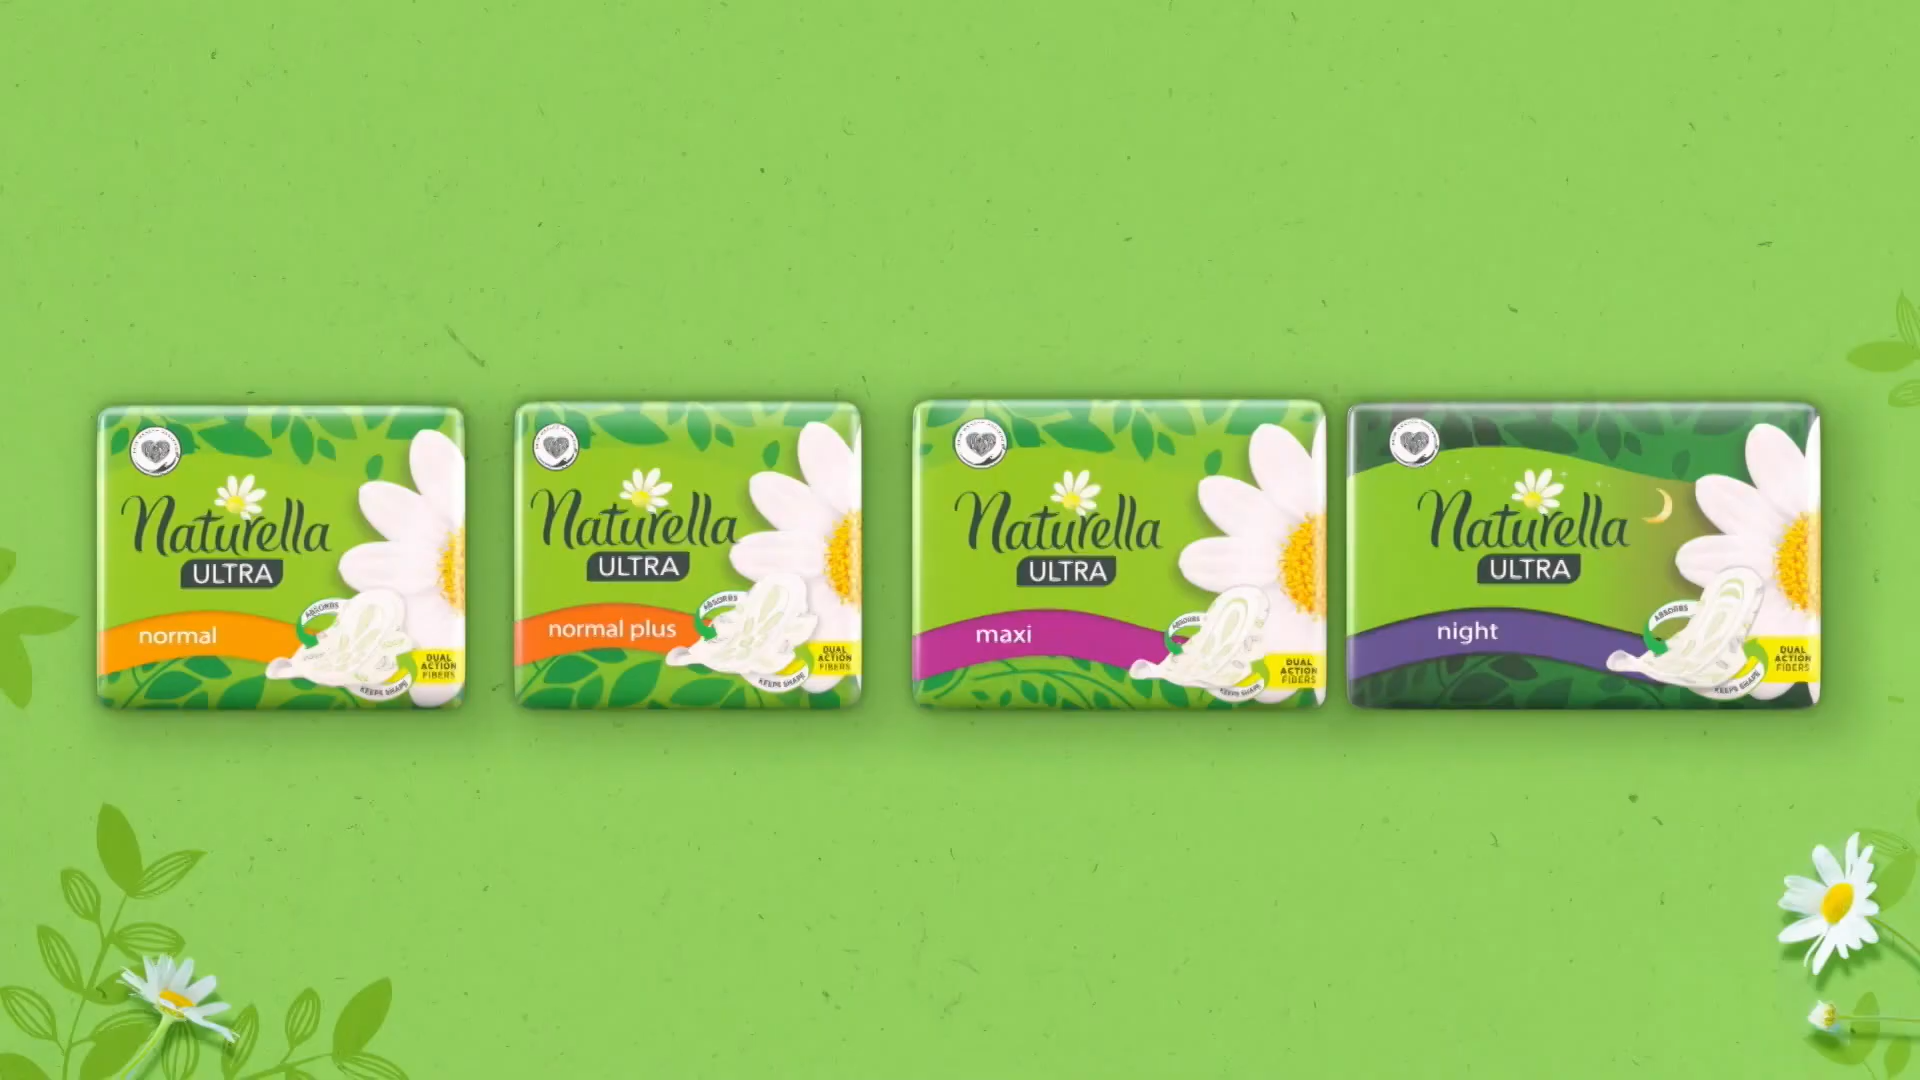 Naturella
ULTRA
normal
ABSORBS
KEEPS SHAPE
DUAL
ACTION
FIBERS
Naturella
ULTRA
normal plus
ABSORBS
KEEPS SHAPE
DUAL
ACTION
FIBERS
Naturella
ULTRA
maxi
ABSORBS
KEEPS SHAPE
DUAL
ACTION
FIBERS
Naturella
ULTRA
night
ABSORBS
KEEPS SHAPE
DUAL
ACTION
FIBERS